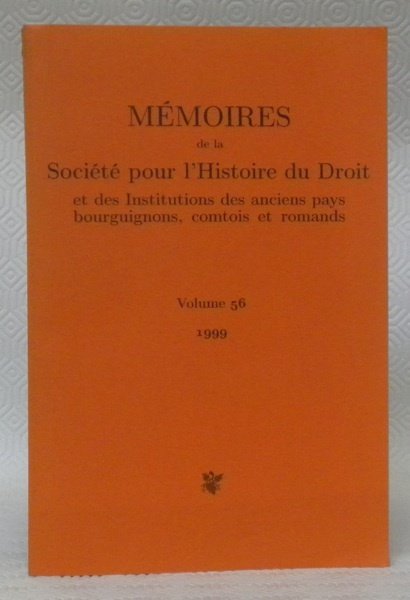 MÉMOIRES
de la
Société pour l'Histoire du Droit
et des Institutions des anciens pays
bourguignons, comtois et romands
Volume 56
1999